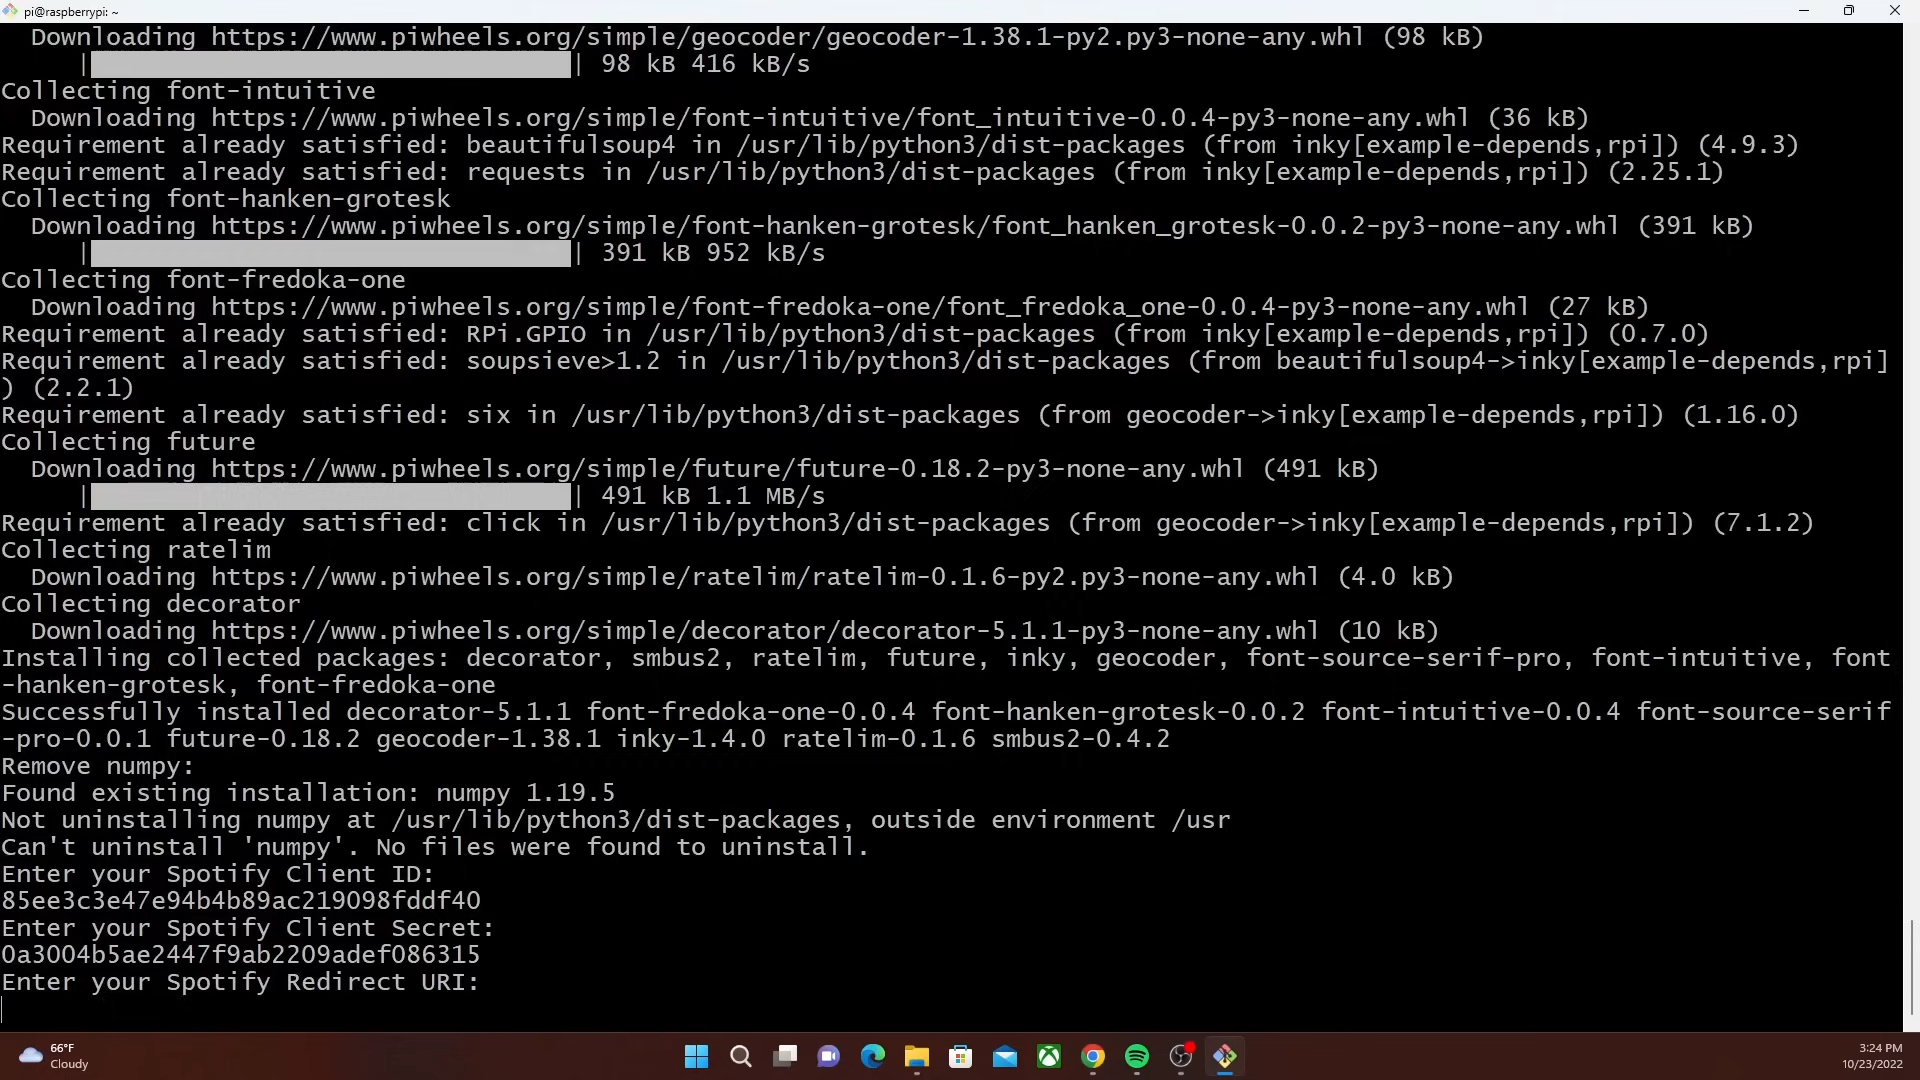 pi@raspberrypi: ~
Downloading https://www.piwheels.org/simple/geocoder/geocoder-1.38.1-py2.py3-none-any.whl (98 kB)
|                                | 98 kB 416 kB/s
Collecting font-intuitive
Downloading https://www.piwheels.org/simple/font-intuitive/font_intuitive-0.0.4-py3-none-any.whl (36 kB)
Requirement already satisfied: beautifulsoup4 in /usr/lib/python3/dist-packages (from inky[example-depends,rpi]) (4.9.3)
Requirement already satisfied: requests in /usr/lib/python3/dist-packages (from inky[example-depends,rpi]) (2.25.1)
Collecting font-hanken-grotesk
Downloading https://www.piwheels.org/simple/font-hanken-grotesk/font_hanken_grotesk-0.0.2-py3-none-any.whl (391 kB)
|                                | 391 kB 952 kB/s
Collecting font-fredoka-one
Downloading https://www.piwheels.org/simple/font-fredoka-one/font_fredoka_one-0.0.4-py3-none-any.whl (27 kB)
Requirement already satisfied: RPi.GPIO in /usr/lib/python3/dist-packages (from inky[example-depends,rpi]) (0.7.0)
Requirement already satisfied: soupsieve>1.2 in /usr/lib/python3/dist-packages (from beautifulsoup4->inky[example-depends,rpi]
) (2.2.1)
Requirement already satisfied: six in /usr/lib/python3/dist-packages (from geocoder->inky[example-depends,rpi]) (1.16.0)
Collecting future
Downloading https://www.piwheels.org/simple/future/future-0.18.2-py3-none-any.whl (491 kB)
|                                | 491 kB 1.1 MB/s
Requirement already satisfied: click in /usr/lib/python3/dist-packages (from geocoder->inky[example-depends,rpi]) (7.1.2)
Collecting ratelim
Downloading https://www.piwheels.org/simple/ratelim/ratelim-0.1.6-py2.py3-none-any.whl (4.0 kB)
Collecting decorator
Downloading https://www.piwheels.org/simple/decorator/decorator-5.1.1-py3-none-any.whl (10 kB)
Installing collected packages: decorator, smbus2, ratelim, future, inky, geocoder, font-source-serif-pro, font-intuitive, font
-hanken-grotesk, font-fredoka-one
Successfully installed decorator-5.1.1 font-fredoka-one-0.0.4 font-hanken-grotesk-0.0.2 font-intuitive-0.0.4 font-source-serif
-pro-0.0.1 future-0.18.2 geocoder-1.38.1 inky-1.4.0 ratelim-0.1.6 smbus2-0.4.2
Remove numpy:
Found existing installation: numpy 1.19.5
Not uninstalling numpy at /usr/lib/python3/dist-packages, outside environment /usr
Can't uninstall 'numpy'. No files were found to uninstall.
Enter your Spotify Client ID:
85ee3c3e47e94b4b89ac219098fddf40
Enter your Spotify Client Secret:
0a3004b5ae2447f9ab2209adef086315
Enter your Spotify Redirect URI:
66°F
Cloudy
3:24 PM
10/23/2022